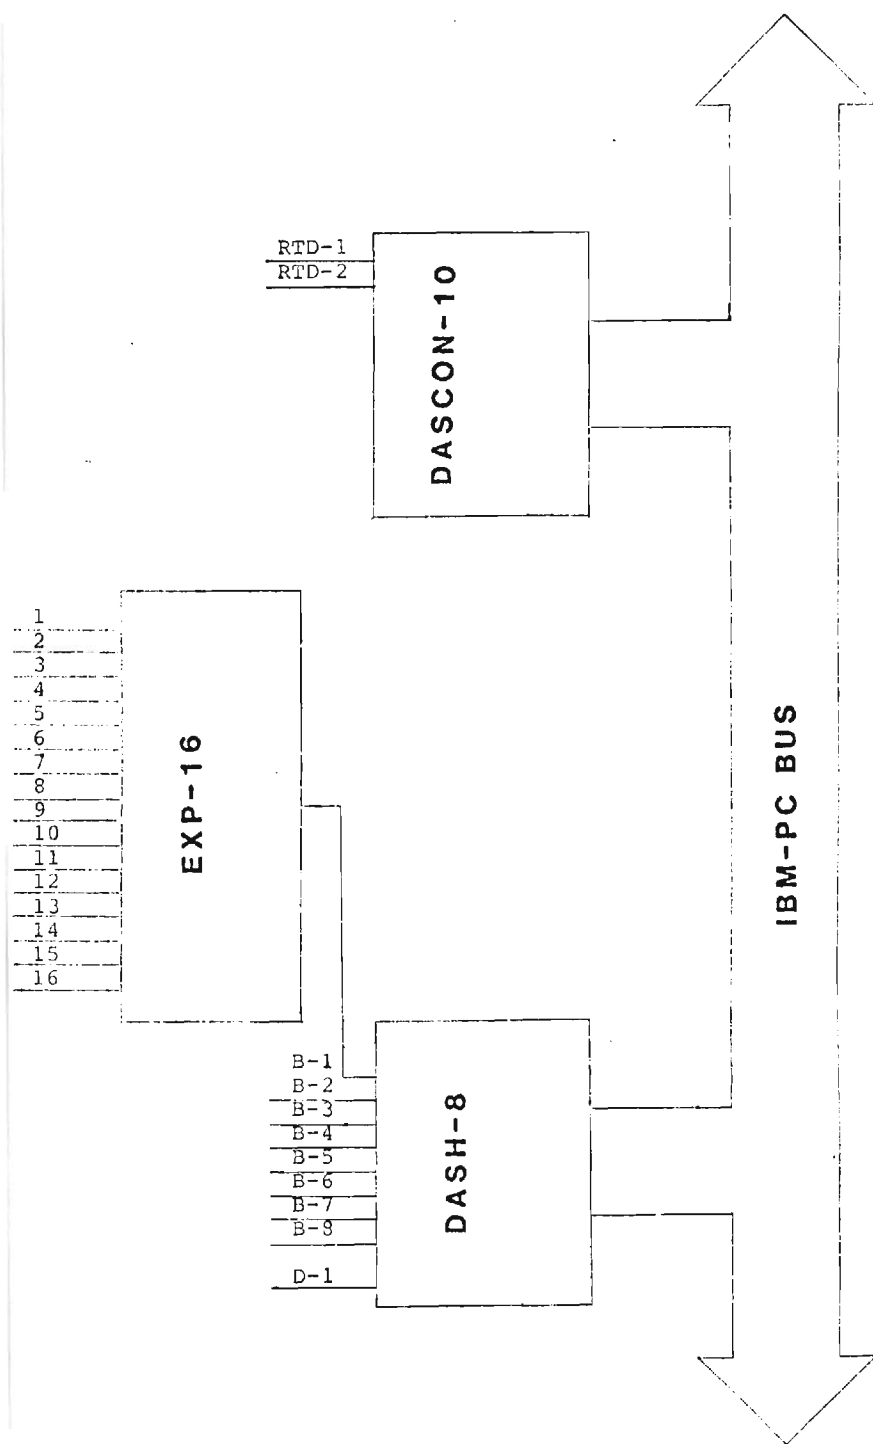 RTD-1
RTD-2
DASCON-10
1
2
3
4
5
6
7
8
9
10
11
12
13
14
15
16
EXP-16
IBM-PC BUS
B-1
B-2
B-3
B-4
B-5
B-6
B-7
B-8
D-1
DASH-8